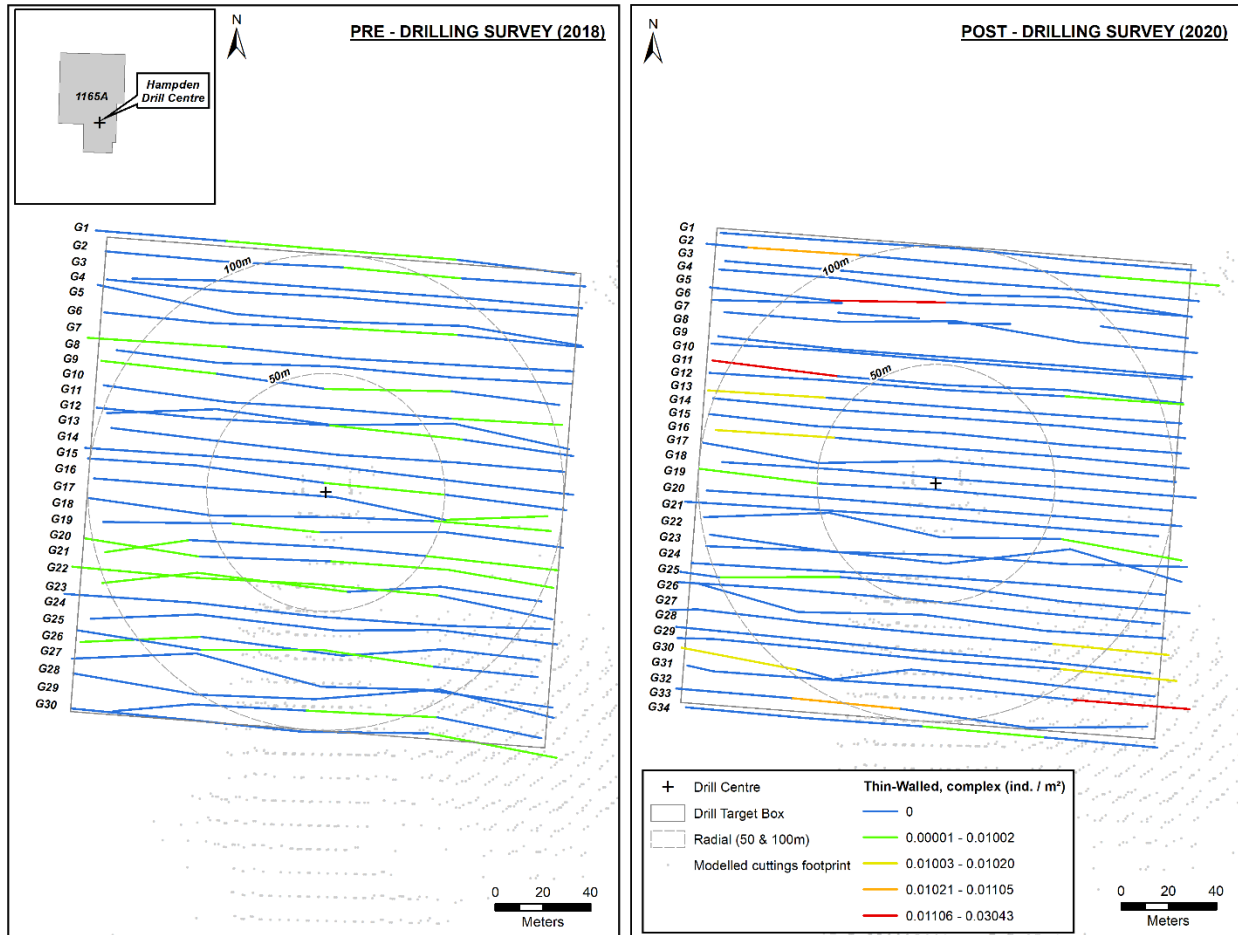 N
PRE - DRILLING SURVEY (2018)
1165A
Hampden
Drill Centre
G1
G2
G3
G4
G5
G6
G7
G8
G9
G10
G11
G12
G13
G14
G15
G16
G17
G18
G19
G20
G21
G22
G23
G24
G25
G26
G27
G28
G29
G30
100m
50m
0 20 40
Meters
N
POST - DRILLING SURVEY (2020)
G1
G2
G3
G4
G5
G6
G7
G8
G9
G10
G11
G12
G13
G14
G15
G16
G17
G18
G19
G20
G21
G22
G23
G24
G25
G26
G27
G28
G29
G30
G31
G32
G33
G34
100m
50m
Drill Centre
Drill Target Box
Radial (50 & 100m)
Modelled cuttings footprint
Thin-Walled, complex (ind. / m²)
0
0.00001 - 0.01002
0.01003 - 0.01020
0.01021 - 0.01105
0.01106 - 0.03043
0 20 40
Meters